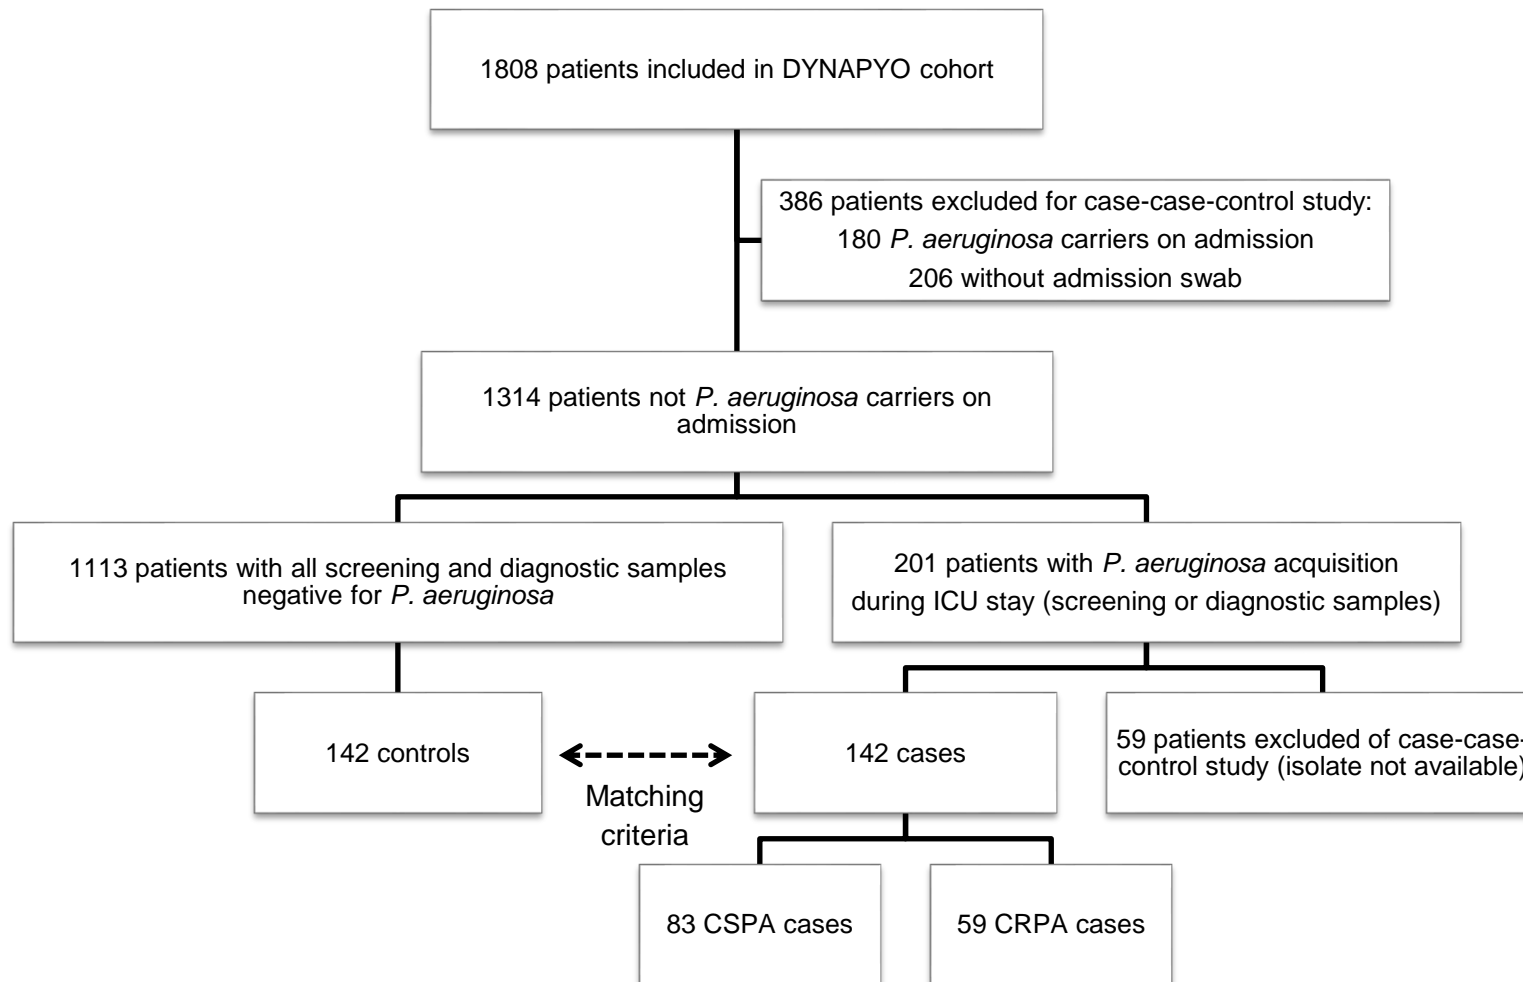 1808 patients included in DYNAPYO cohort
386 patients excluded for case-case-control study:
180 P. aeruginosa carriers on admission
206 without admission swab
1314 patients not P. aeruginosa carriers on
admission
1113 patients with all screening and diagnostic samples
negative for P. aeruginosa
201 patients with P. aeruginosa acquisition
during ICU stay (screening or diagnostic samples)
142 controls
Matching
criteria
142 cases
59 patients excluded of case-case-
control study (isolate not available)
83 CSPA cases
59 CRPA cases